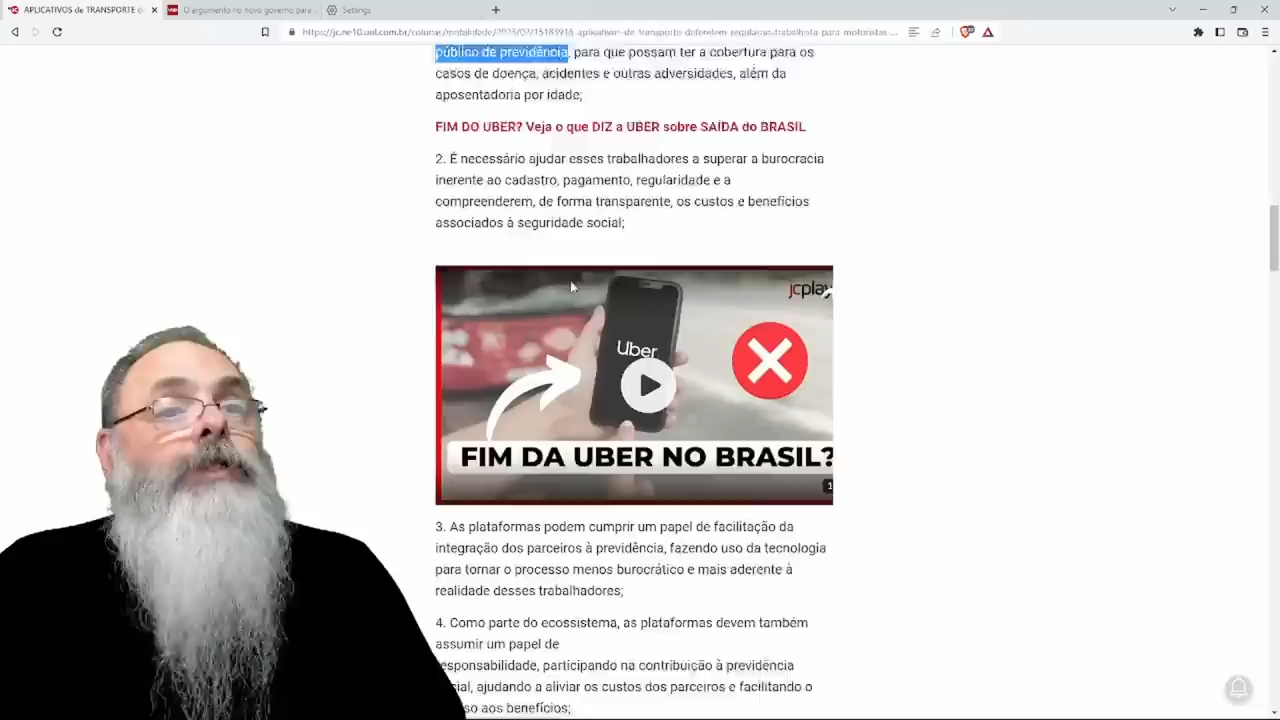 APLICATIVOS de TRANSPORTE d
O argumento no novo governo para
Settings
https://jc.ne10.uol.com.br/colunas/mobilidade/2023/02/15183916-aplicativos-de-transporte-defendem-regulacao-trabalhista-para-motoristas-...
público de previdência, para que possam ter a cobertura para os
casos de doença, acidentes e outras adversidades, além da
aposentadoria por idade;
FIM DO UBER? Veja o que DIZ a UBER sobre SAÍDA do BRASIL
2. É necessário ajudar esses trabalhadores a superar a burocracia
inerente ao cadastro, pagamento, regularidade e a
compreenderem, de forma transparente, os custos e benefícios
associados à seguridade social;
jcplay
Uber
FIM DA UBER NO BRASIL?
3. As plataformas podem cumprir um papel de facilitação da
integração dos parceiros à previdência, fazendo uso da tecnologia
para tornar o processo menos burocrático e mais aderente à
realidade desses trabalhadores;
4. Como parte do ecossistema, as plataformas devem também
assumir um papel de
esponsabilidade, participando na contribuição à previdência
ial, ajudando a aliviar os custos dos parceiros e facilitando o
so aos benefícios;